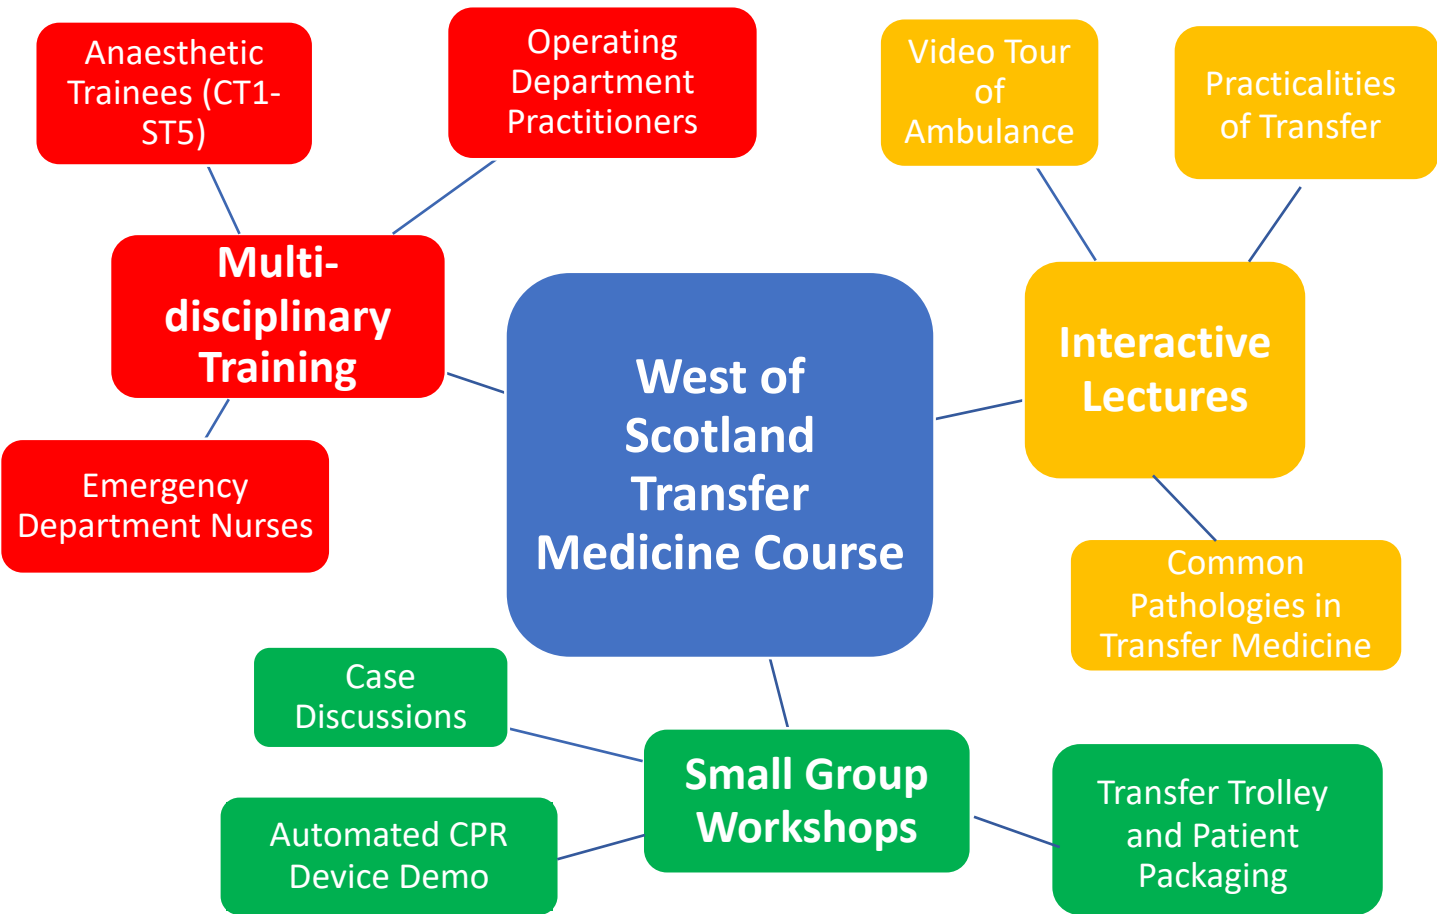 Anaesthetic
Trainees (CT1-
ST5)
Operating
Department
Practitioners
Video Tour
of
Ambulance
Practicalities
of Transfer
Multi-
disciplinary
Training
West of
Scotland
Transfer
Medicine Course
Interactive
Lectures
Emergency
Department Nurses
Common
Pathologies in
Transfer Medicine
Case
Discussions
Small Group
Workshops
Automated CPR
Device Demo
Transfer Trolley
and Patient
Packaging